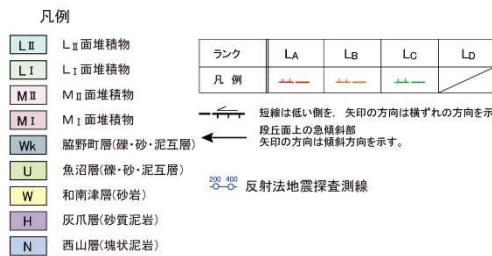 凡例
LⅡ LⅡ面堆積物
LⅠ LⅠ面堆積物
MⅡ MⅡ面堆積物
MⅠ MⅠ面堆積物
Wk 脇野町層(礫・砂・泥互層)
U 魚沼層(礫・砂・泥互層)
W 和南津層(砂岩)
H 灰爪層(砂質泥岩)
N 西山層(塊状泥岩)
ランク LA LB LC LD
凡例
短線は低い側を, 矢印の方向は横ずれの方向を示
段丘面上の急傾斜部
矢印の方向は傾斜方向を示す。
200 400
反射法地震探査測線